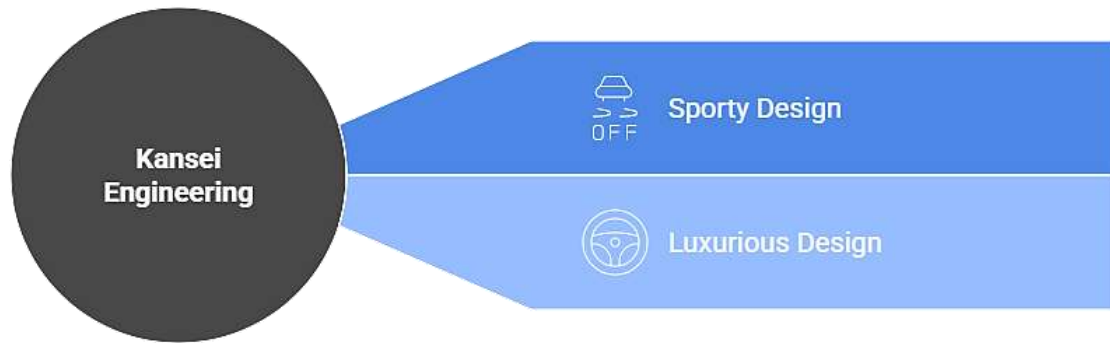 Kansei
Engineering
OFF
Sporty Design
Luxurious Design